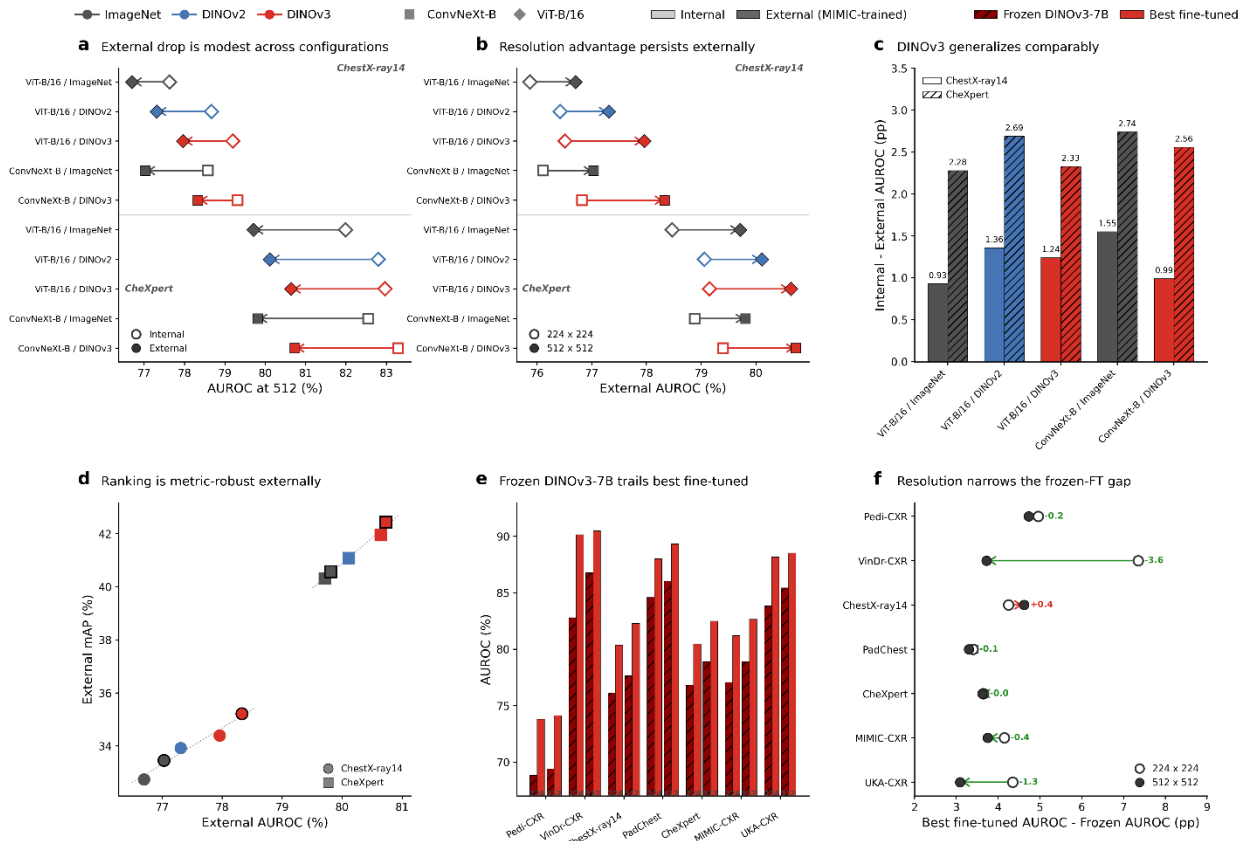 ImageNet DINOv2 DINOv3 ConvNeXt-B ViT-B/16 Internal External (MIMIC-trained) Frozen DINOv3-7B Best fine-tuned
a External drop is modest across configurations
ChestX-ray14
ViT-B/16 / ImageNet
ViT-B/16 / DINOv2
ViT-B/16 / DINOv3
ConvNeXt-B / ImageNet
ConvNeXt-B / DINOv3
ViT-B/16 / ImageNet
ViT-B/16 / DINOv2
ViT-B/16 / DINOv3
CheXpert
ConvNeXt-B / ImageNet
ConvNeXt-B / DINOv3
Internal
External
77 78 79 80 81 82 83
AUROC at 512 (%)
b Resolution advantage persists externally
ChestX-ray14
ViT-B/16 / ImageNet
ViT-B/16 / DINOv2
ViT-B/16 / DINOv3
ConvNeXt-B / ImageNet
ConvNeXt-B / DINOv3
ViT-B/16 / ImageNet
ViT-B/16 / DINOv2
ViT-B/16 / DINOv3
CheXpert
ConvNeXt-B / ImageNet
ConvNeXt-B / DINOv3
224 x 224
512 x 512
76 77 78 79 80
External AUROC (%)
c DINOv3 generalizes comparably
ChestX-ray14
CheXpert
Internal - External AUROC (pp)
3.5
3.0
2.5
2.0
1.5
1.0
0.5
0.0
0.93 2.28 1.36 2.69 1.24 2.33 1.55 2.74 0.99 2.56
ViT-B/16 / ImageNet
ViT-B/16 / DINOv2
ViT-B/16 / DINOv3
ConvNeXt-B / ImageNet
ConvNeXt-B / DINOv3
d Ranking is metric-robust externally
External mAP (%)
42
40
38
36
34
ChestX-ray14
CheXpert
77 78 79 80 81
External AUROC (%)
e Frozen DINOv3-7B trails best fine-tuned
AUROC (%)
90
85
80
75
70
Pedi-CXR
VinDr-CXR
ChestX-ray14
PadChest
CheXpert
MIMIC-CXR
UKA-CXR
f Resolution narrows the frozen-FT gap
Pedi-CXR -0.2
VinDr-CXR -3.6
ChestX-ray14 +0.4
PadChest -0.1
CheXpert -0.0
MIMIC-CXR -0.4
UKA-CXR -1.3
224 x 224
512 x 512
2 3 4 5 6 7 8 9
Best fine-tuned AUROC - Frozen AUROC (pp)